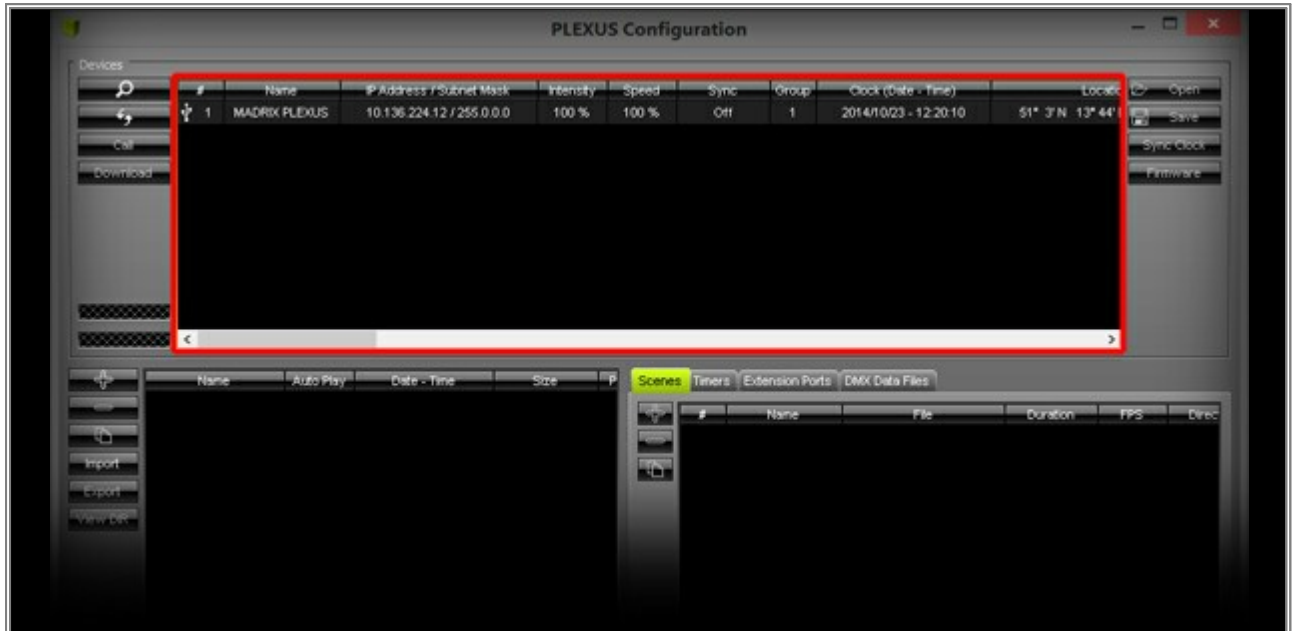 PLEXUS Configuration
Devices
# Name IP Address / Subnet Mask Intensity Speed Sync Group Clock (Date - Time) Locatic Open
1 MADRIX PLEXUS 10.136.224.12 / 255.0.0.0 100 % 100 % Off 1 2014/10/23 - 12:20:10 51° 3' N 13° 44' Save
Call Sync Clock
Download Firmware
Name Auto Play Date - Time Size P
Scenes Timers Extension Ports DMX Data Files
# Name File Duration FPS Direc
Import
Export
View DIR